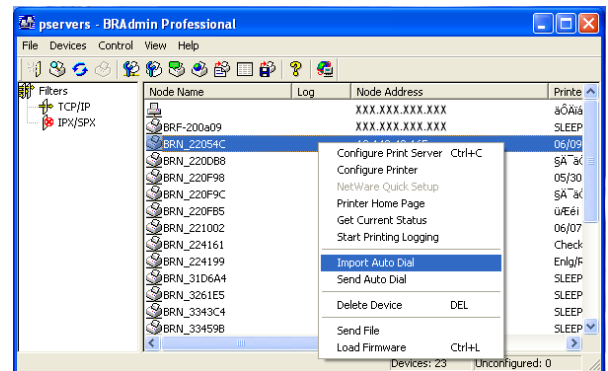 pservers - BRAdmin Professional
File Devices Control View Help
Filters
TCP/IP
IPX/SPX
Node Name Log Node Address Printe
XXX.XXX.XXX.XXX
BRF-200a09 XXX.XXX.XXX.XXX SLEEP
BRN_22054C 06/09
BRN_220DB8
BRN_220F98 05/30
BRN_220F9C
BRN_220FB5
BRN_221002 06/07
BRN_224161 Check
BRN_224199 Enlg/R
BRN_31D6A4 SLEEP
BRN_3261E5 SLEEP
BRN_3343C4 SLEEP
BRN_33459B SLEEP
Configure Print Server Ctrl+C
Configure Printer
NetWare Quick Setup
Printer Home Page
Get Current Status
Start Printing Logging
Import Auto Dial
Send Auto Dial
Delete Device DEL
Send File
Load Firmware Ctrl+L
Devices: 23 Unconfigured: 0